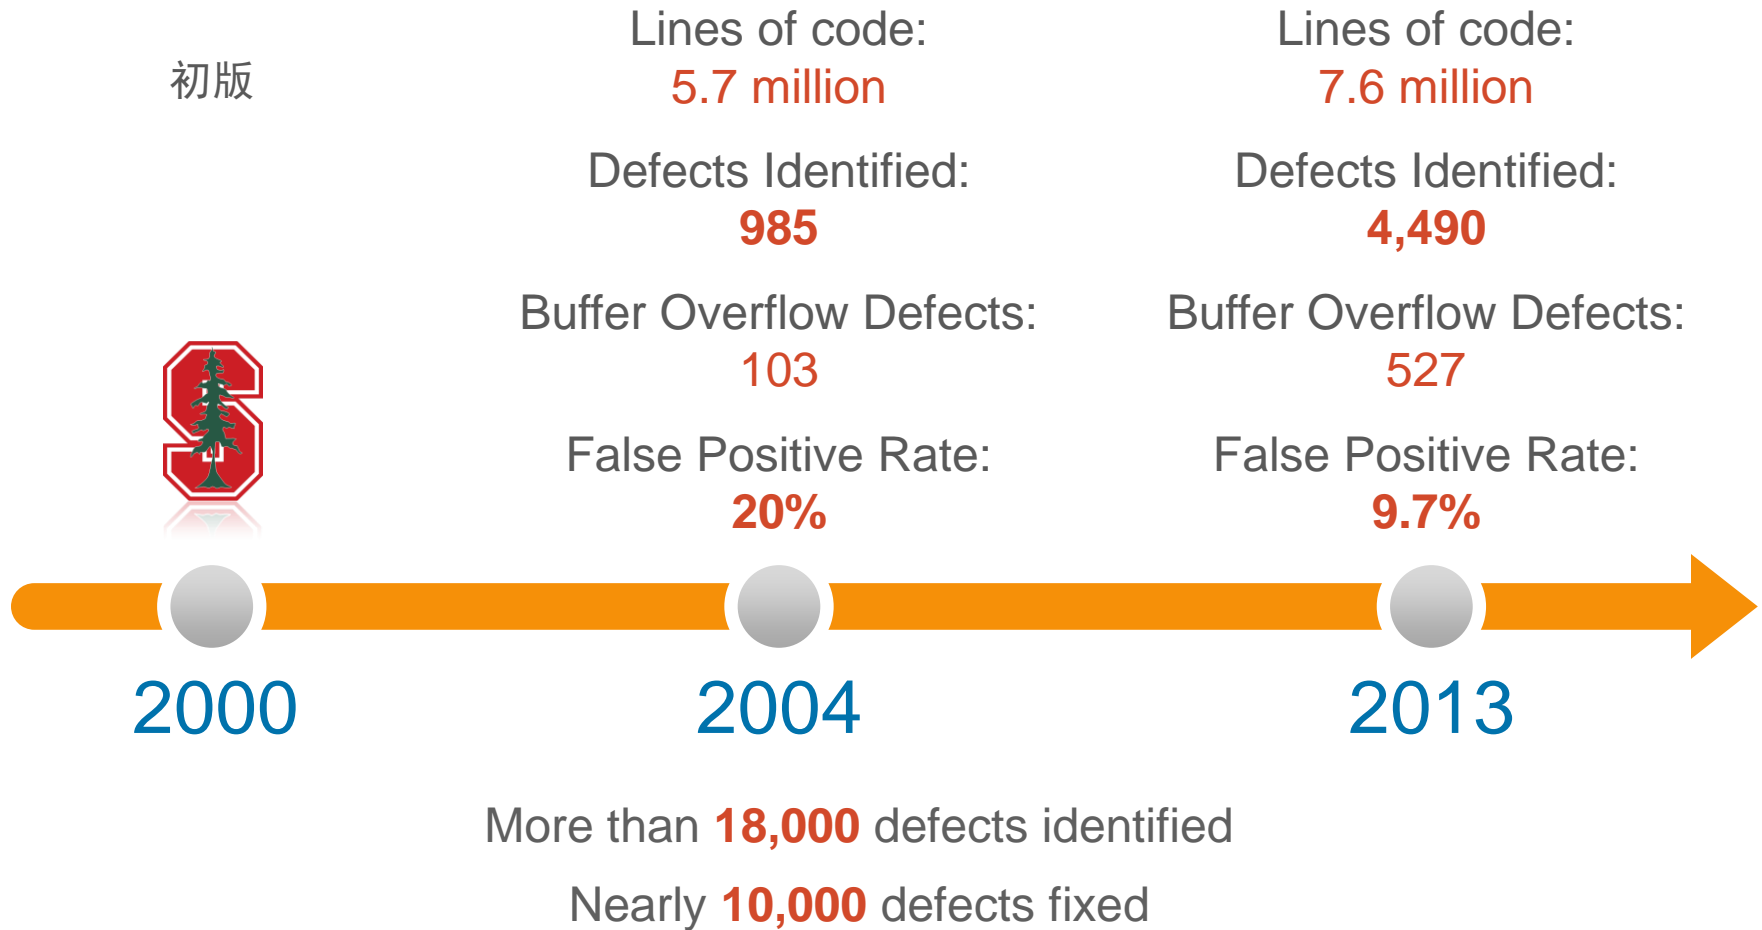 初版
Lines of code:
5.7 million
Defects Identified:
985
Buffer Overflow Defects:
103
False Positive Rate:
20%
Lines of code:
7.6 million
Defects Identified:
4,490
Buffer Overflow Defects:
527
False Positive Rate:
9.7%
2000
2004
2013
More than 18,000 defects identified
Nearly 10,000 defects fixed